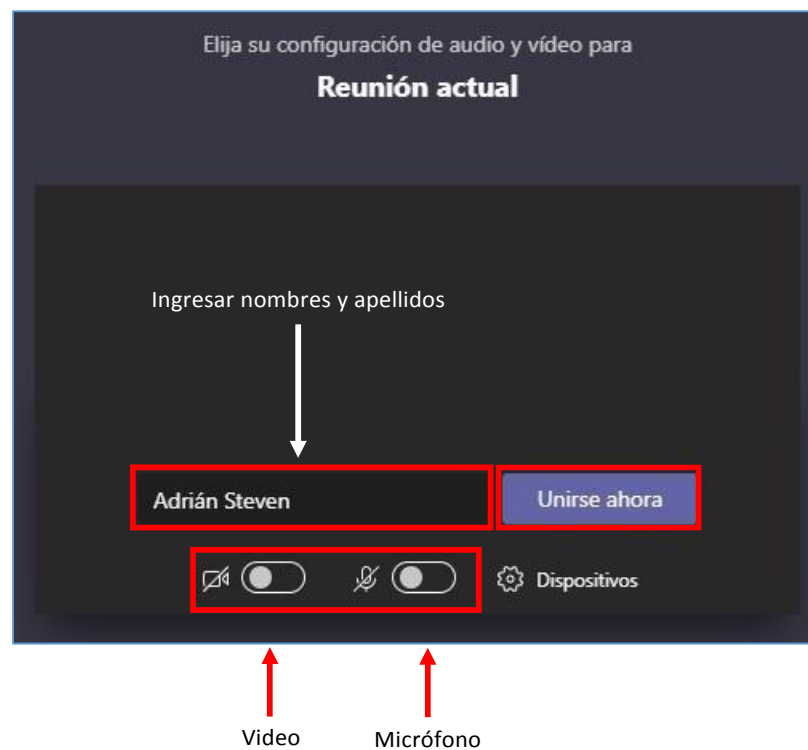 Elija su configuración de audio y vídeo para
Reunión actual
Ingresar nombres y apellidos
Adrián Steven
Unirse ahora
Dispositivos
Video
Micrófono